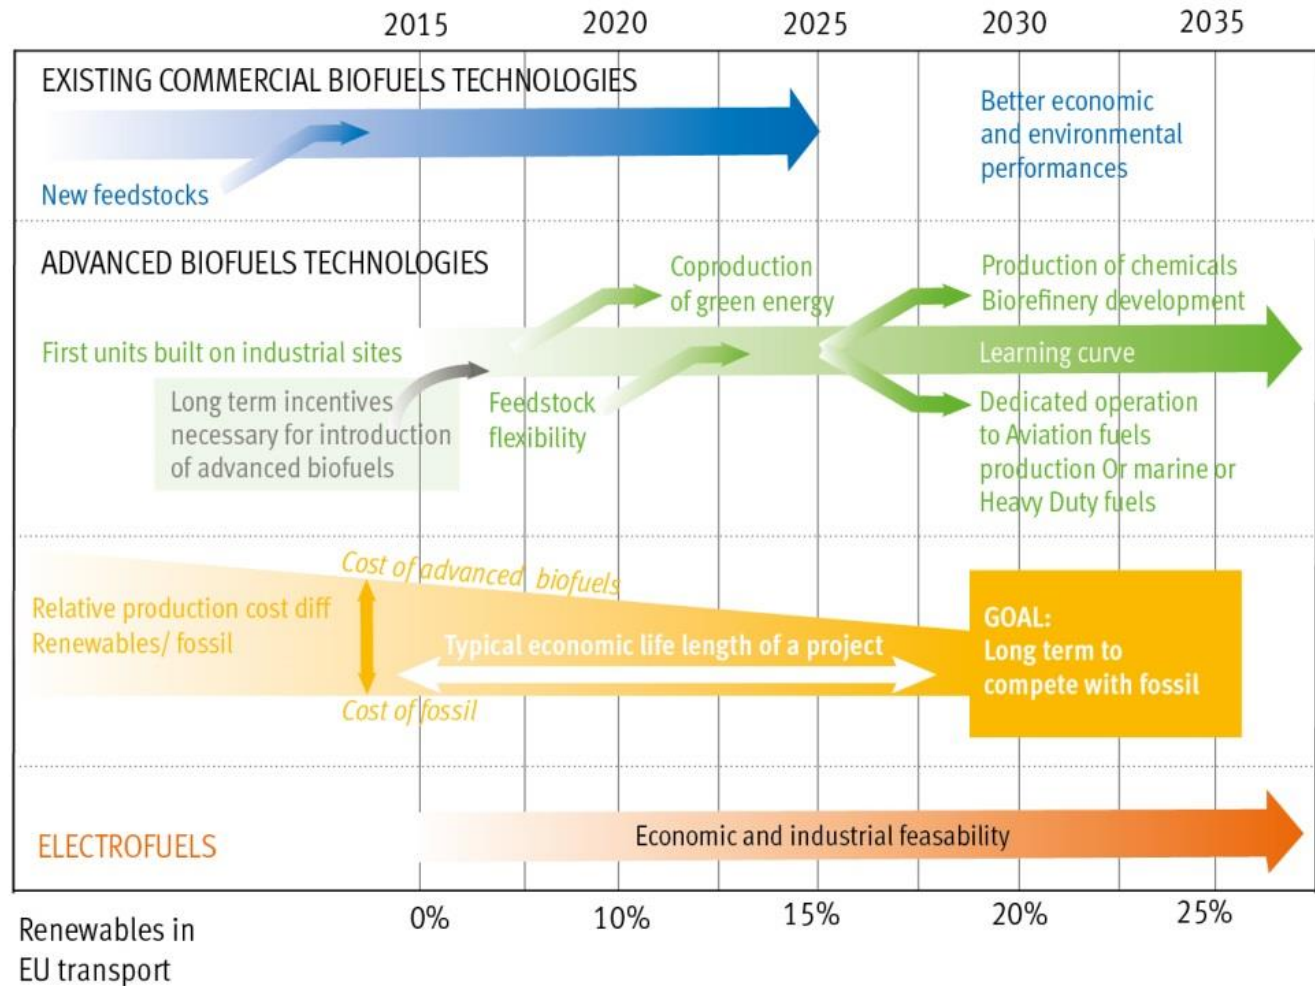 2015 2020 2025 2030 2035
EXISTING COMMERCIAL BIOFUELS TECHNOLOGIES
New feedstocks
Better economic
and environmental
performances
ADVANCED BIOFUELS TECHNOLOGIES
First units built on industrial sites
Long term incentives
necessary for introduction
of advanced biofuels
Coproduction
of green energy
Feedstock
flexibility
Production of chemicals
Biorefinery development
Learning curve
Dedicated operation
to Aviation fuels
production Or marine or
Heavy Duty fuels
Cost of advanced biofuels
Relative production cost diff
Renewables/ fossil
Typical economic life length of a project
Cost of fossil
GOAL:
Long term to
compete with fossil
ELECTROFUELS
Economic and industrial feasability
Renewables in
EU transport
0% 10% 15% 20% 25%